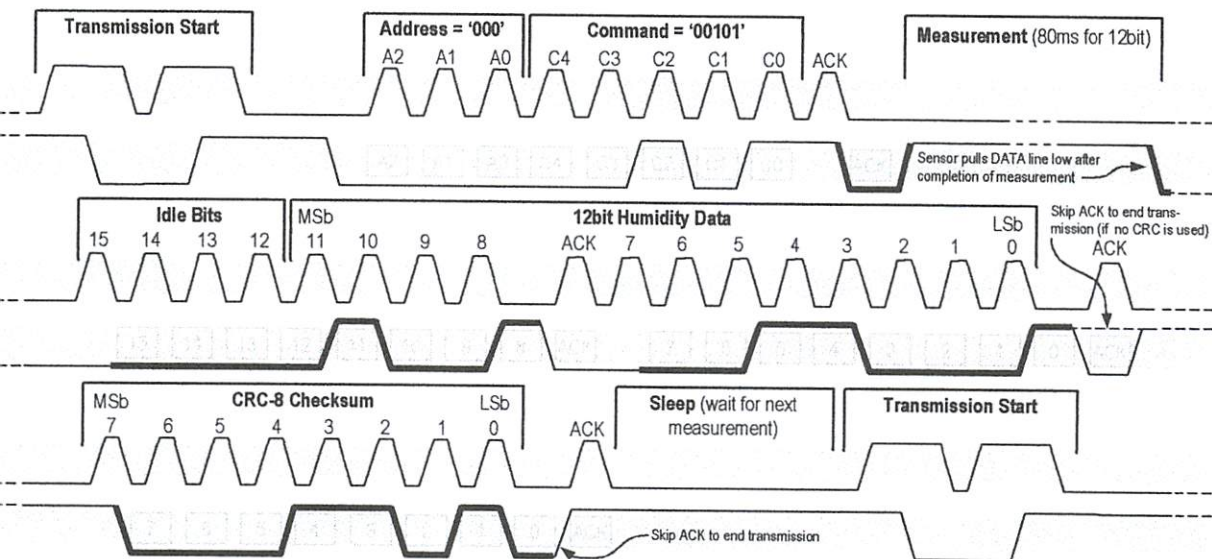 Transmission Start
Address = ‘000’
Command = ‘00101’
Measurement (80ms for 12bit)
A2 A1 A0 C4 C3 C2 C1 C0 ACK
Sensor pulls DATA line low after
completion of measurement
Idle Bits
MSb
12bit Humidity Data
LSb
Skip ACK to end trans-
mission (if no CRC is used)
15 14 13 12 11 10 9 8 ACK 7 6 5 4 3 2 1 0 ACK
MSb
CRC-8 Checksum
LSb
Sleep (wait for next
measurement)
Transmission Start
7 6 5 4 3 2 1 0 ACK
Skip ACK to end transmission